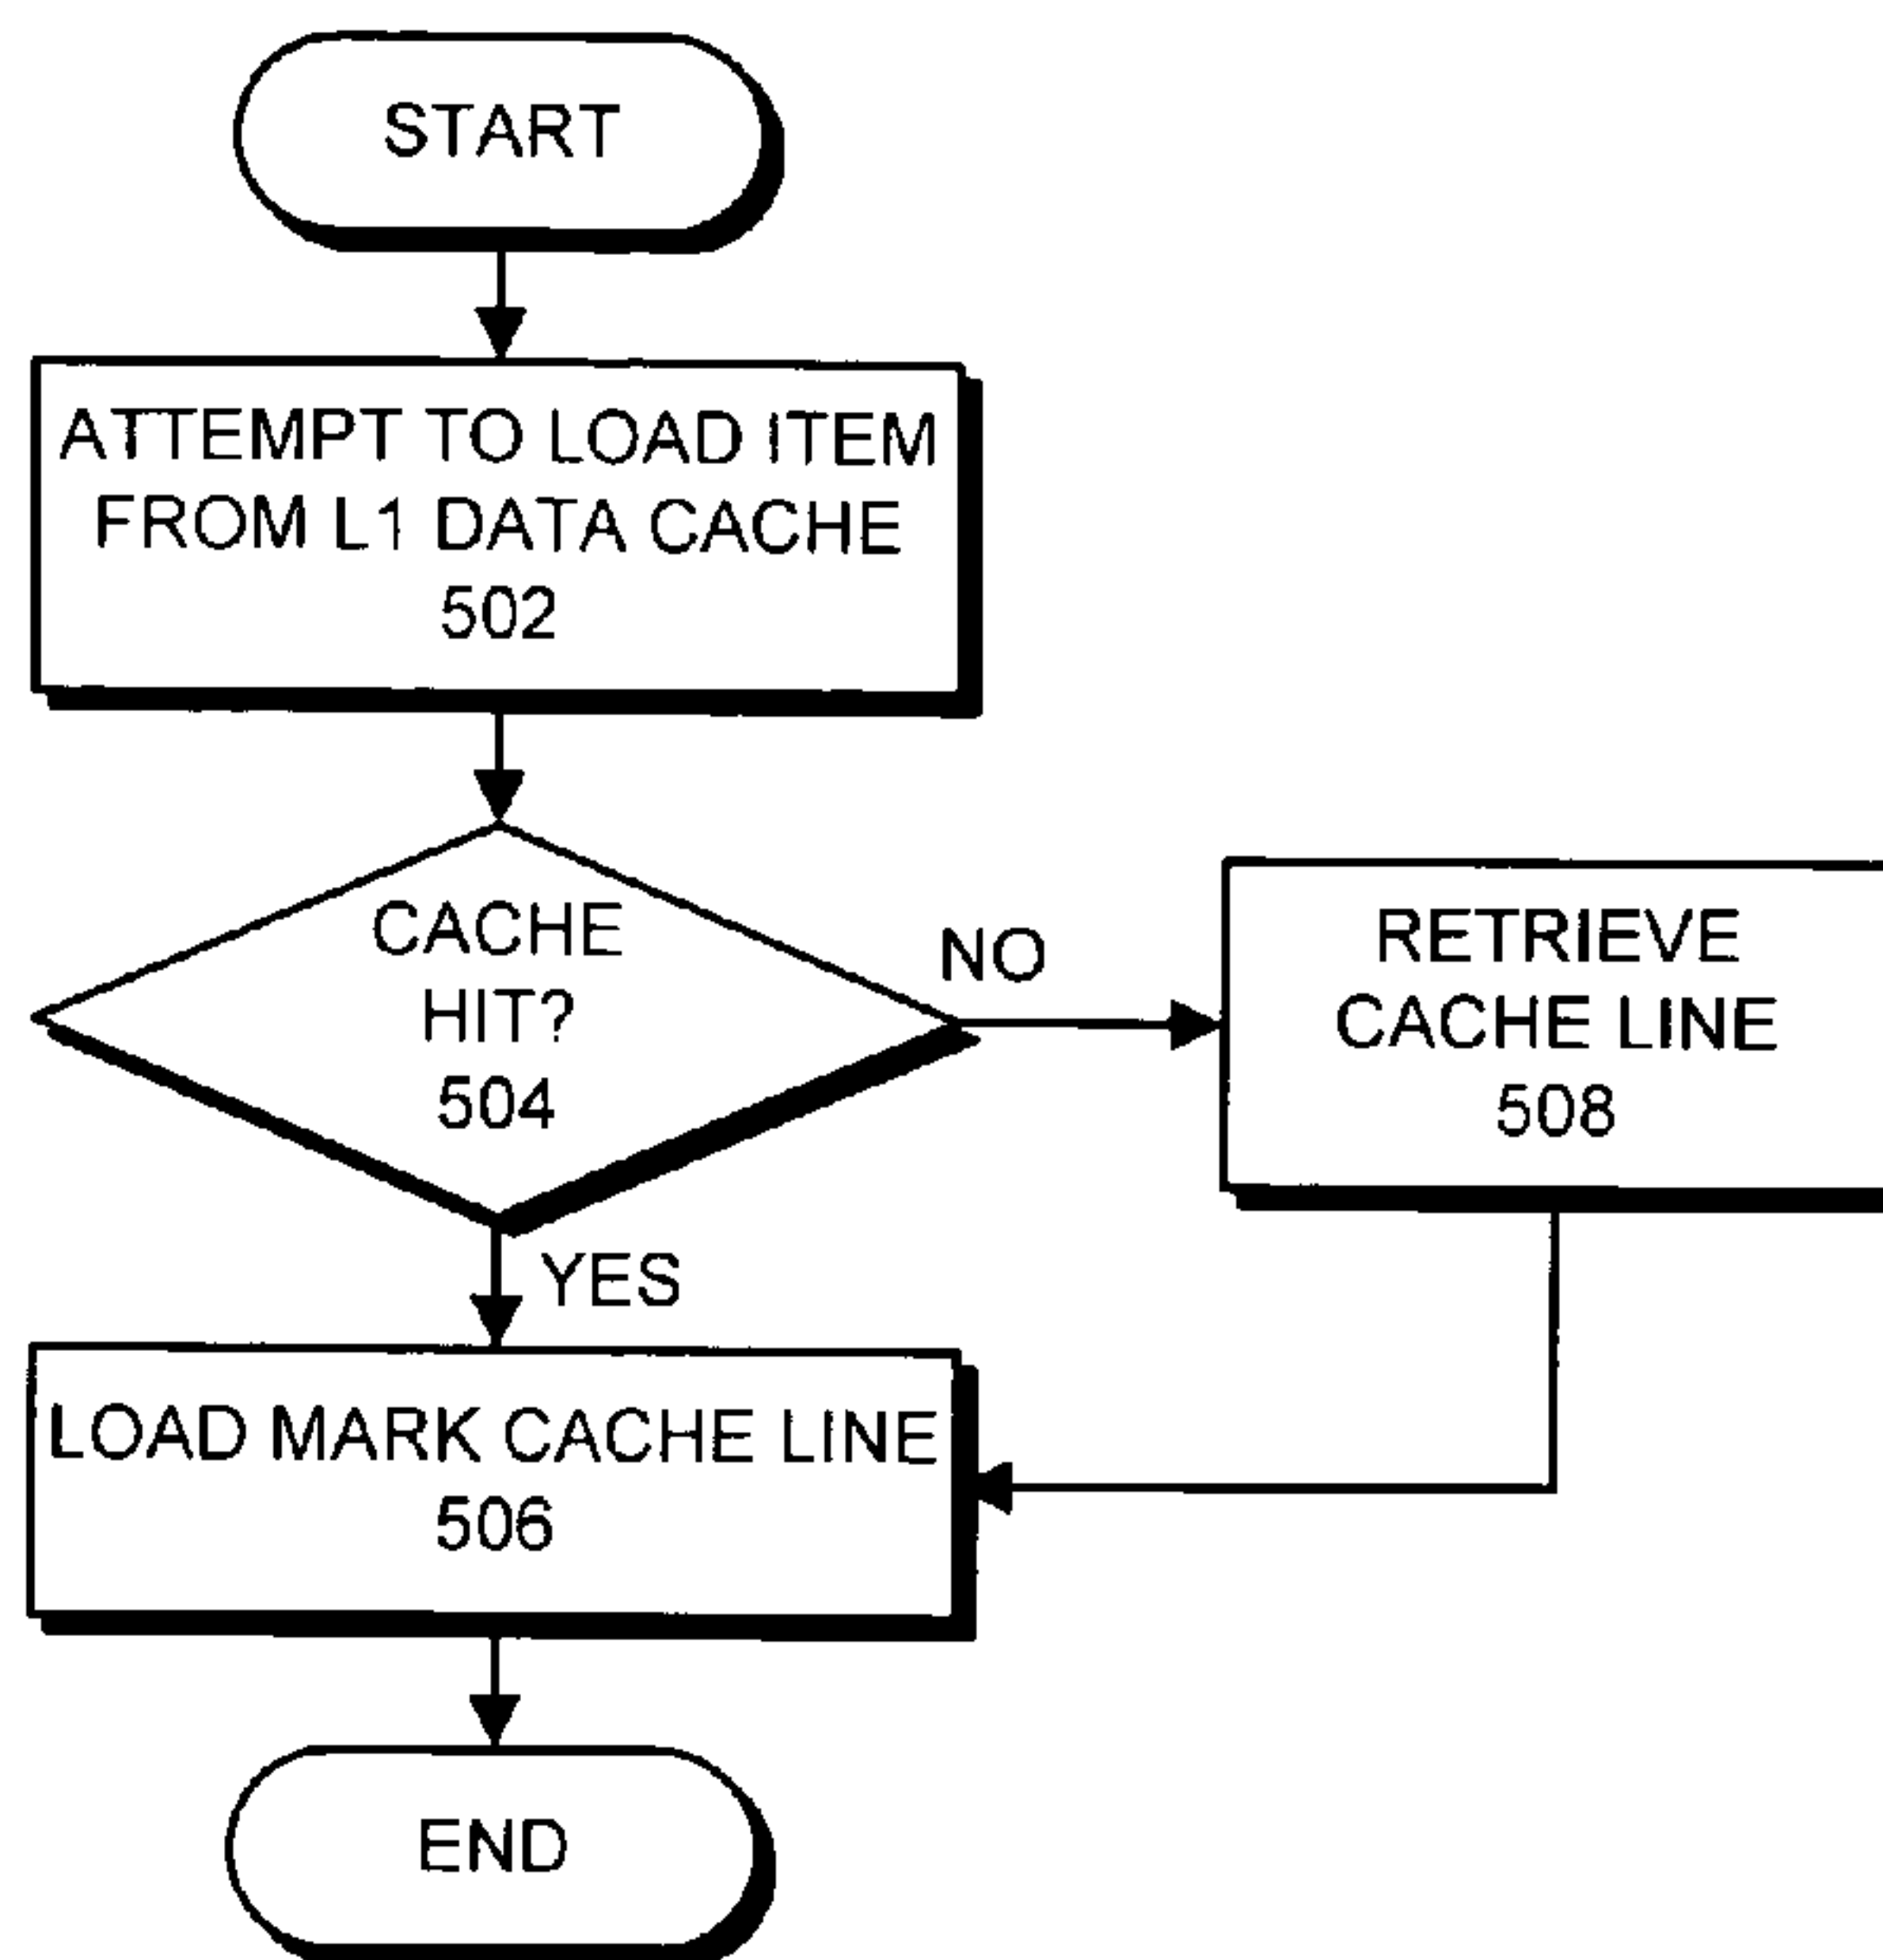 START
ATTEMPT TO LOAD ITEM
FROM L1 DATA CACHE
502
CACHE
HIT?
504
NO
RETRIEVE
CACHE LINE
508
YES
LOAD MARK CACHE LINE
506
END